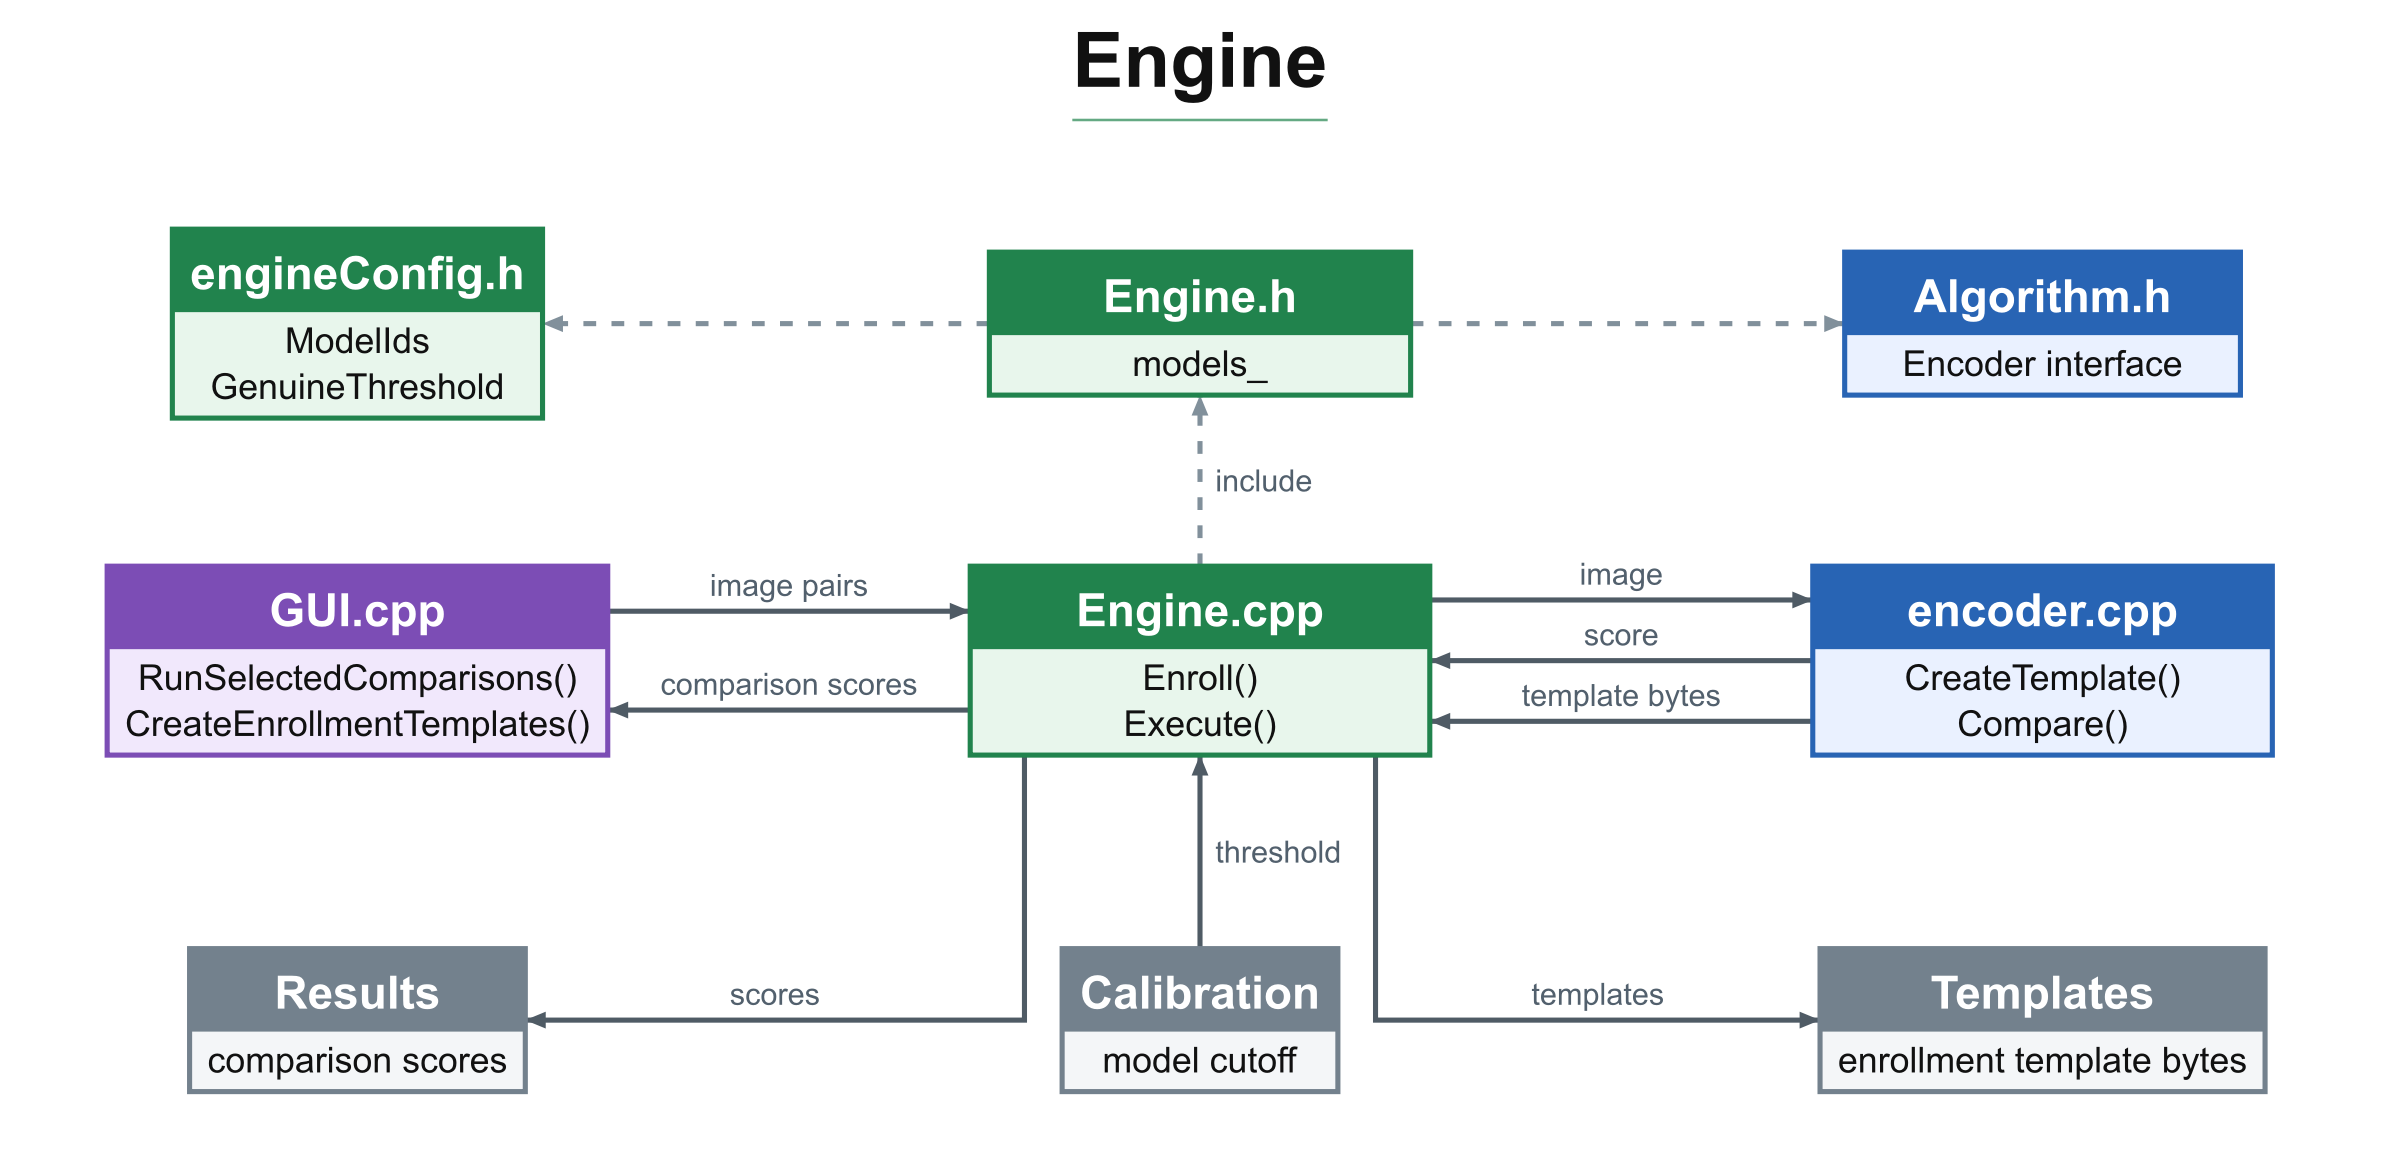 Engine
engineConfig.h
ModelIds
GenuineThreshold
Engine.h
models_
Algorithm.h
Encoder interface
include
GUI.cpp
RunSelectedComparisons()
CreateEnrollmentTemplates()
image pairs
comparison scores
Engine.cpp
Enroll()
Execute()
image
score
template bytes
encoder.cpp
CreateTemplate()
Compare()
threshold
Results
comparison scores
scores
Calibration
model cutoff
templates
Templates
enrollment template bytes